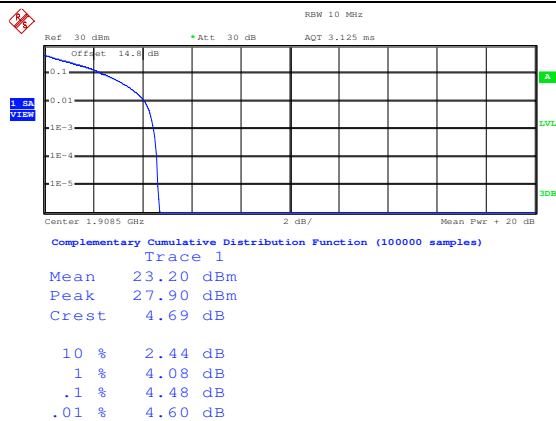 RBW 10 MHz
Ref 30 dBm *Att 30 dB AQT 3.125 ms
Offset 14.8 dB
0.1
A
0.01
1 SA
VIEW
1E-3
LVL
1E-4
1E-5
3DB
Center 1.9085 GHz 2 dB/ Mean Pwr + 20 dB
Complementary Cumulative Distribution Function (100000 samples)
Trace 1
Mean 23.20 dBm
Peak 27.90 dBm
Crest 4.69 dB
10 % 2.44 dB
1 % 4.08 dB
.1 % 4.48 dB
.01 % 4.60 dB